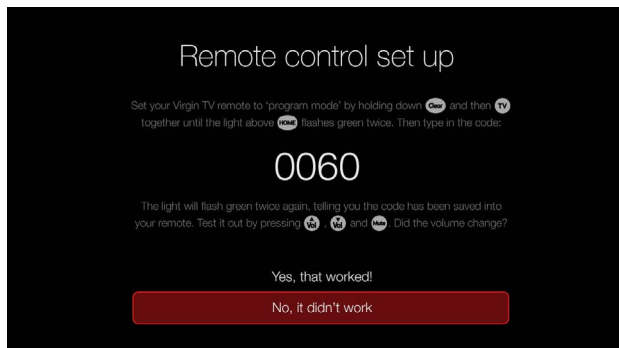 Remote control set up
Set your Virgin TV remote to ‘program mode’ by holding down Clear and then TV
together until the light above HOME flashes green twice. Then type in the code:
0060
The light will flash green twice again, telling you the code has been saved into
your remote. Test it out by pressing Vol , Vol and Mute. Did the volume change?
Yes, that worked!
No, it didn't work